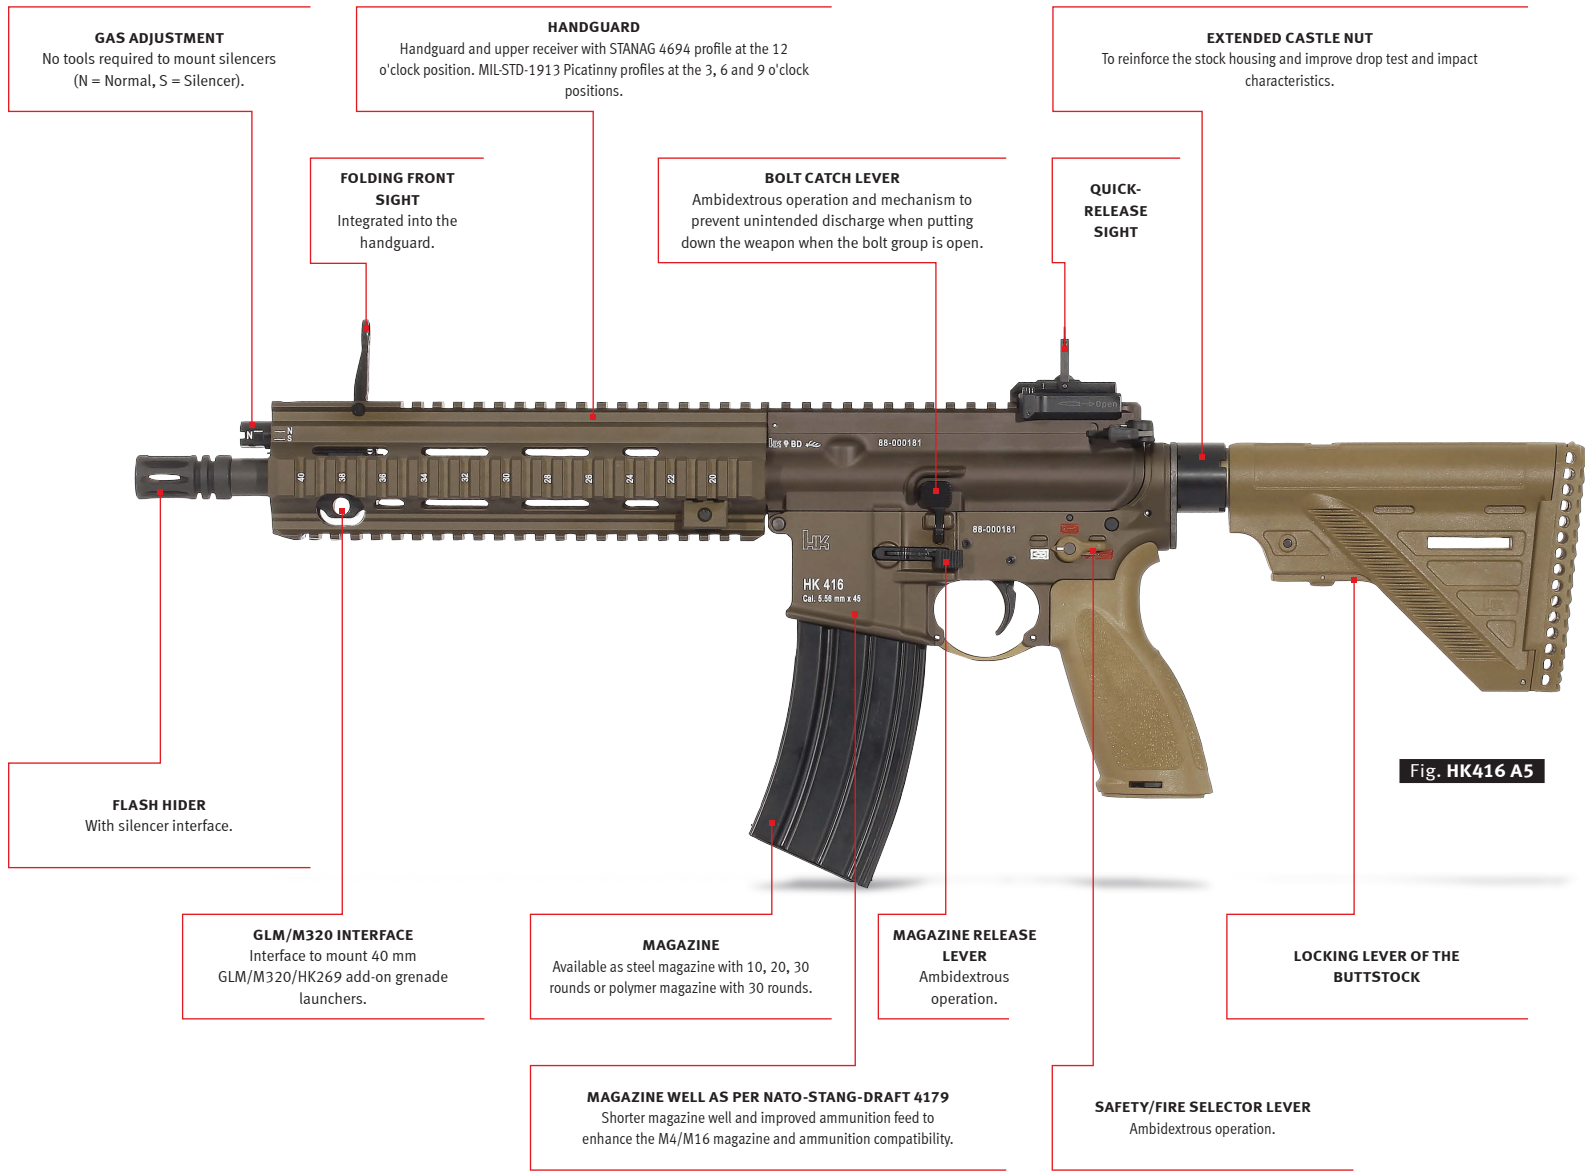 GAS ADJUSTMENT
No tools required to mount silencers
(N = Normal, S = Silencer).
HANDGUARD
Handguard and upper receiver with STANAG 4694 profile at the 12
o'clock position. MIL-STD-1913 Picatinny profiles at the 3, 6 and 9 o'clock
positions.
EXTENDED CASTLE NUT
To reinforce the stock housing and improve drop test and impact
characteristics.
FOLDING FRONT
SIGHT
Integrated into the
handguard.
BOLT CATCH LEVER
Ambidextrous operation and mechanism to
prevent unintended discharge when putting
down the weapon when the bolt group is open.
QUICK-
RELEASE
SIGHT
Open
N
N
S
BD
88-000181
40 38 36 34 32 30 28 26 24 22 20
88-000181
HK
HK 416
Cal. 5.56 mm x 45
Fig. HK416 A5
FLASH HIDER
With silencer interface.
GLM/M320 INTERFACE
Interface to mount 40 mm
GLM/M320/HK269 add-on grenade
launchers.
MAGAZINE
Available as steel magazine with 10, 20, 30
rounds or polymer magazine with 30 rounds.
MAGAZINE RELEASE
LEVER
Ambidextrous
operation.
LOCKING LEVER OF THE
BUTTSTOCK
MAGAZINE WELL AS PER NATO-STANG-DRAFT 4179
Shorter magazine well and improved ammunition feed to
enhance the M4/M16 magazine and ammunition compatibility.
SAFETY/FIRE SELECTOR LEVER
Ambidextrous operation.